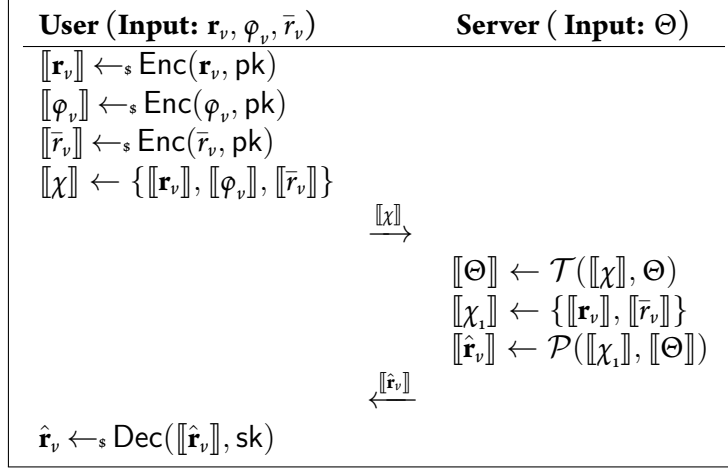 User (Input: 𝐫_ν, φ_ν, r̄_ν) Server ( Input: Θ)
⟦𝐫_ν⟧ ←$ Enc(𝐫_ν, pk)
⟦φ_ν⟧ ←$ Enc(φ_ν, pk)
⟦r̄_ν⟧ ←$ Enc(r̄_ν, pk)
⟦χ⟧ ← {⟦𝐫_ν⟧, ⟦φ_ν⟧, ⟦r̄_ν⟧}
⟦χ⟧
⟶
⟦Θ⟧ ← 𝒯(⟦χ⟧, Θ)
⟦χ₁⟧ ← {⟦𝐫_ν⟧, ⟦r̄_ν⟧}
⟦𝐫̂_ν⟧ ← 𝒫(⟦χ₁⟧, ⟦Θ⟧)
⟦𝐫̂_ν⟧
⟵
𝐫̂_ν ←$ Dec(⟦𝐫̂_ν⟧, sk)